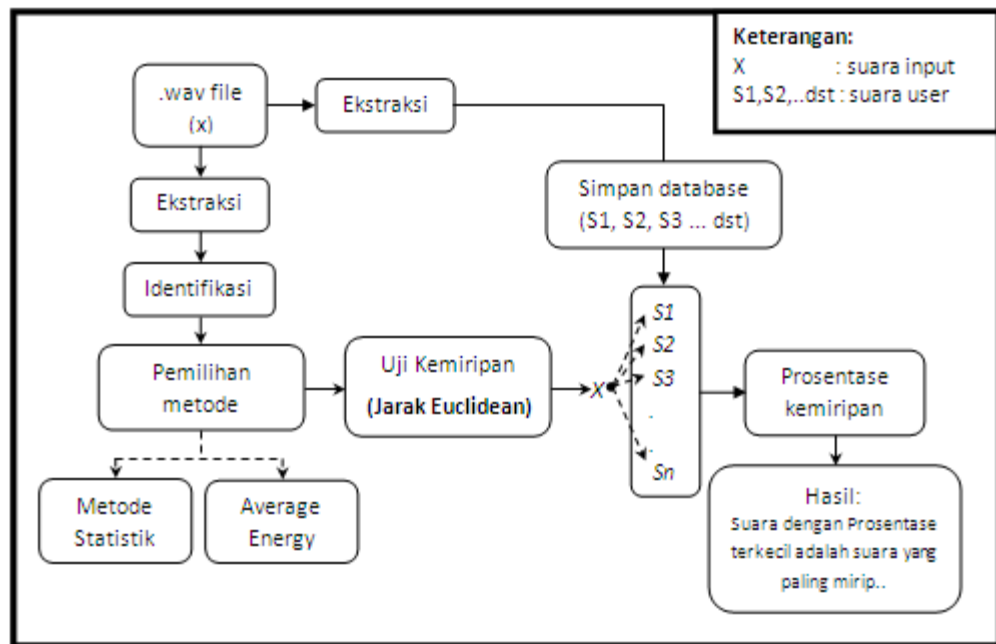 Keterangan:
X : suara input
S1,S2,..dst : suara user
.wav file
(x)
Ekstraksi
Simpan database
(S1, S2, S3 ... dst)
Ekstraksi
Identifikasi
Pemilihan
metode
Metode
Statistik
Average
Energy
Uji Kemiripan
(Jarak Euclidean)
X
S1
S2
S3
.
.
Sn
Prosentase
kemiripan
Hasil:
Suara dengan Prosentase
terkecil adalah suara yang
paling mirip..